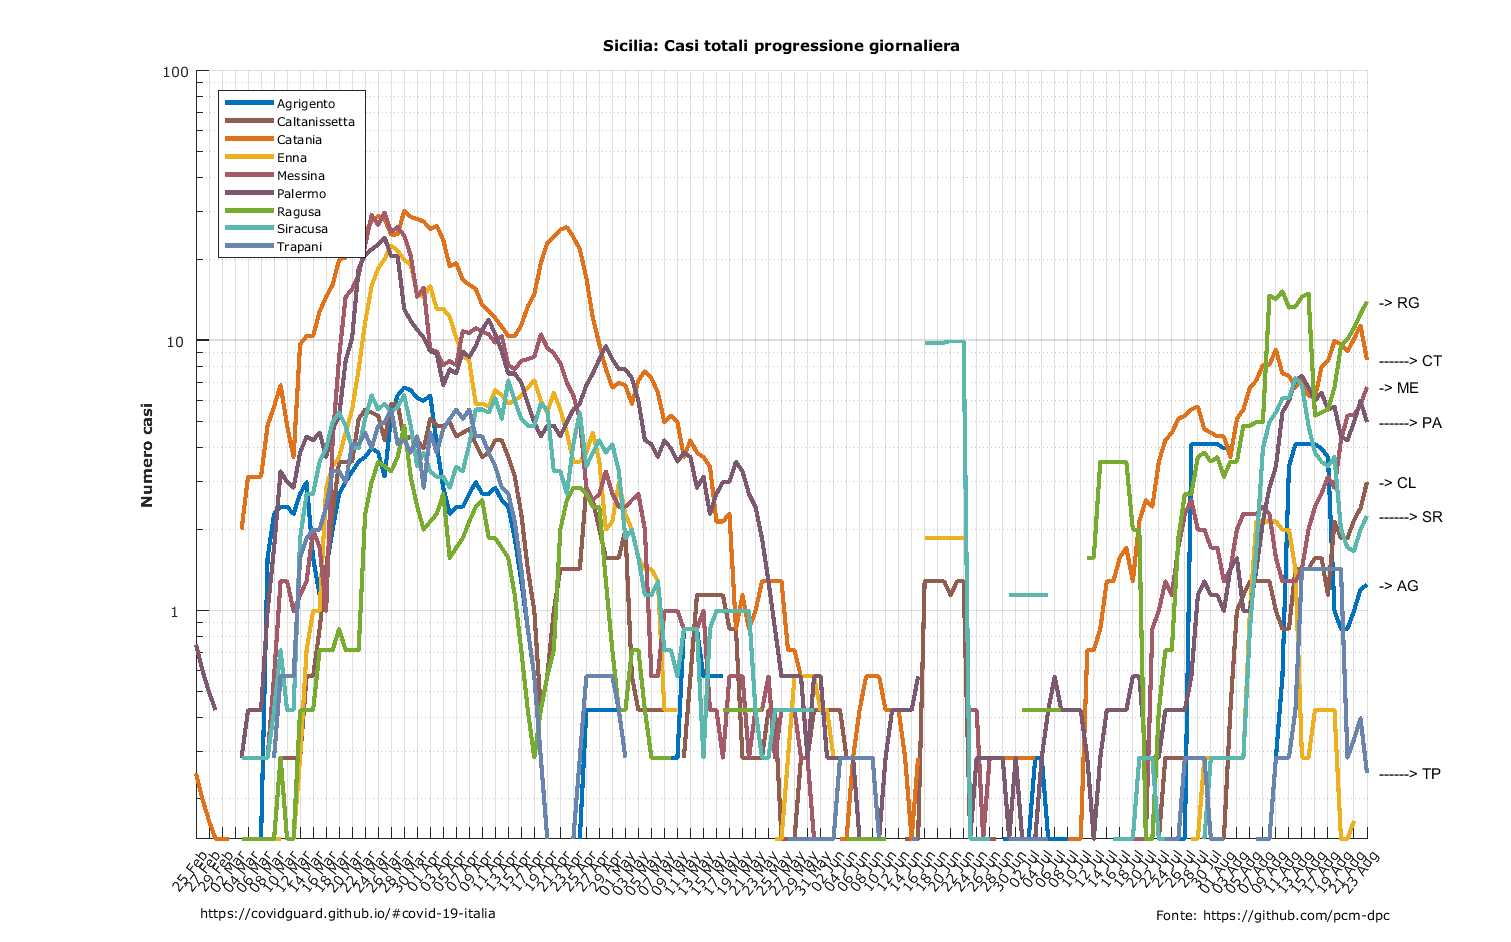 Sicilia: Casi totali progressione giornaliera
Numero casi
100
10
1
Agrigento
Caltanissetta
Catania
Enna
Messina
Palermo
Ragusa
Siracusa
Trapani
-> RG
------> CT
-> ME
------> PA
-> CL
------> SR
-> AG
------> TP
25 Feb
27 Feb
29 Feb
02 Mar
04 Mar
06 Mar
08 Mar
10 Mar
12 Mar
14 Mar
16 Mar
18 Mar
20 Mar
22 Mar
24 Mar
26 Mar
28 Mar
30 Mar
01 Apr
03 Apr
05 Apr
07 Apr
09 Apr
11 Apr
13 Apr
15 Apr
17 Apr
19 Apr
21 Apr
23 Apr
25 Apr
27 Apr
29 Apr
01 May
03 May
05 May
07 May
09 May
11 May
13 May
15 May
17 May
19 May
21 May
23 May
25 May
27 May
29 May
31 May
02 Jun
04 Jun
06 Jun
08 Jun
10 Jun
12 Jun
14 Jun
16 Jun
18 Jun
20 Jun
22 Jun
24 Jun
26 Jun
28 Jun
30 Jun
02 Jul
04 Jul
06 Jul
08 Jul
10 Jul
12 Jul
14 Jul
16 Jul
18 Jul
20 Jul
22 Jul
24 Jul
26 Jul
28 Jul
30 Jul
01 Aug
03 Aug
05 Aug
07 Aug
09 Aug
11 Aug
13 Aug
15 Aug
17 Aug
19 Aug
21 Aug
23 Aug
https://covidguard.github.io/#covid-19-italia
Fonte: https://github.com/pcm-dpc